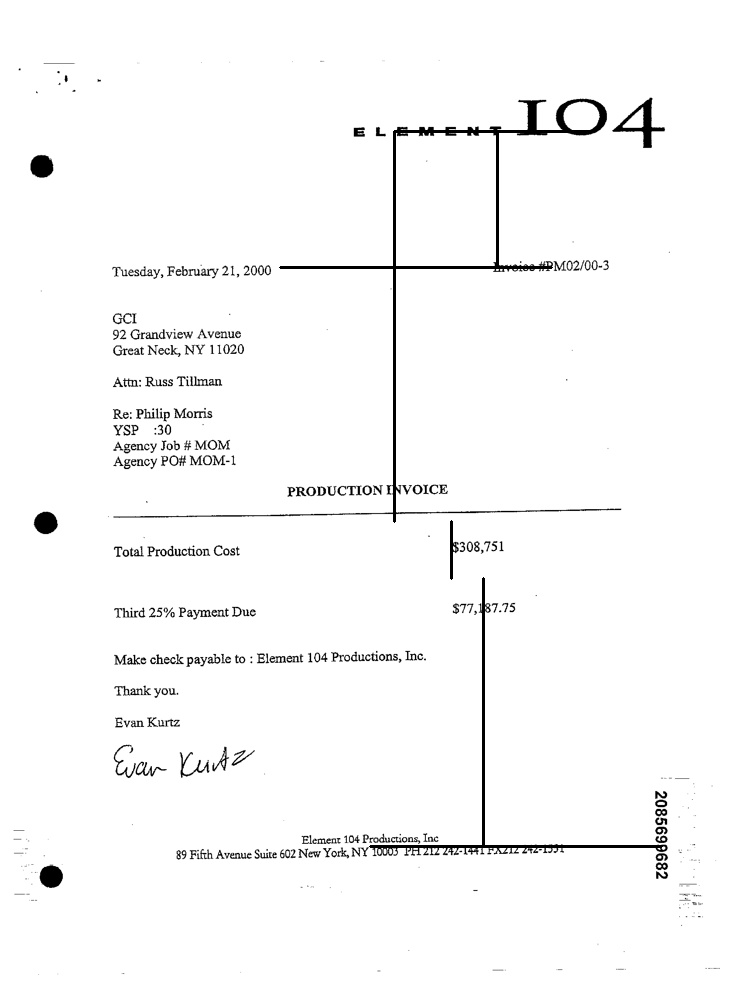 ELEMENT 104
Tuesday, February 21, 2000 Invoice #PM02/00-3
GCI
92 Grandview Avenue
Great Neck, NY 11020
Attn: Russ Tillman
Re: Philip Morris
YSP :30
Agency Job # MOM
Agency PO# MOM-1
PRODUCTION INVOICE
Total Production Cost $308,751
Third 25% Payment Due $77,187.75
Make check payable to : Element 104 Productions, Inc.
Thank you.
Evan Kurtz
Evan Kurtz
Element 104 Productions, Inc
89 Fifth Avenue Suite 602 New York, NY 10003 PH 212 242-1441 FX212 242-1331
2085699682